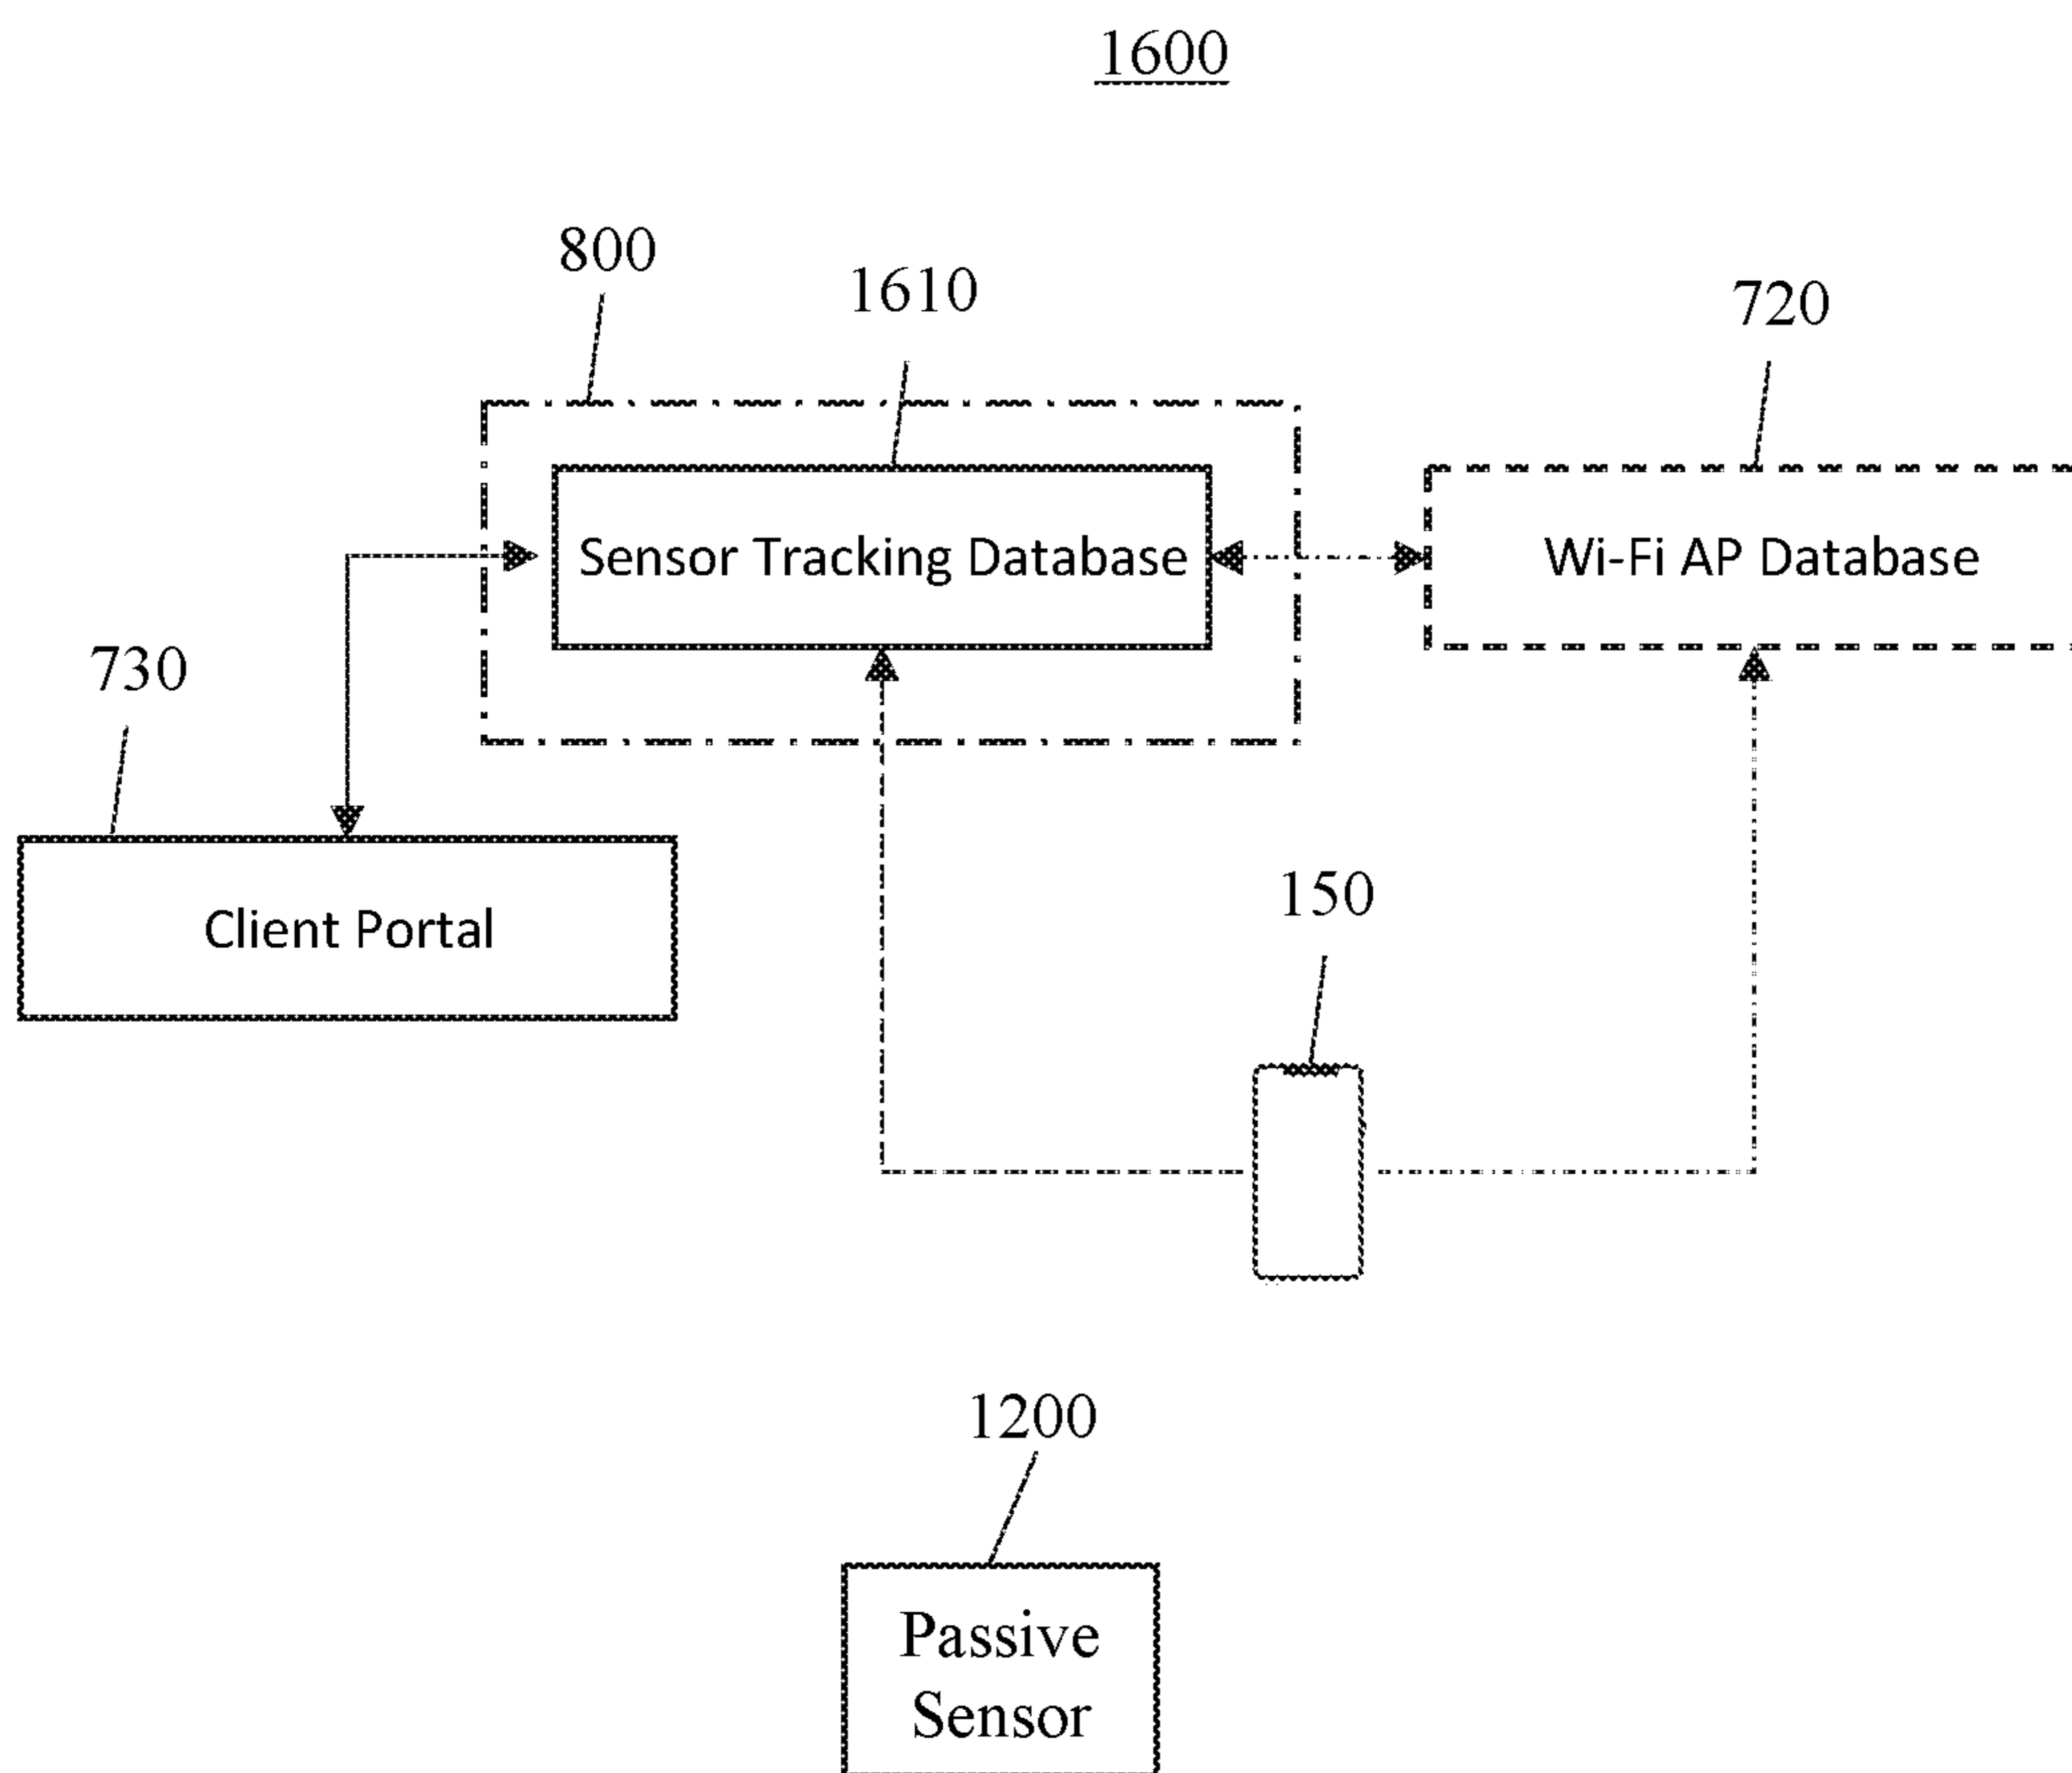 1600
800
1610
720
Sensor Tracking Database
Wi-Fi AP Database
730
Client Portal
150
1200
Passive
Sensor